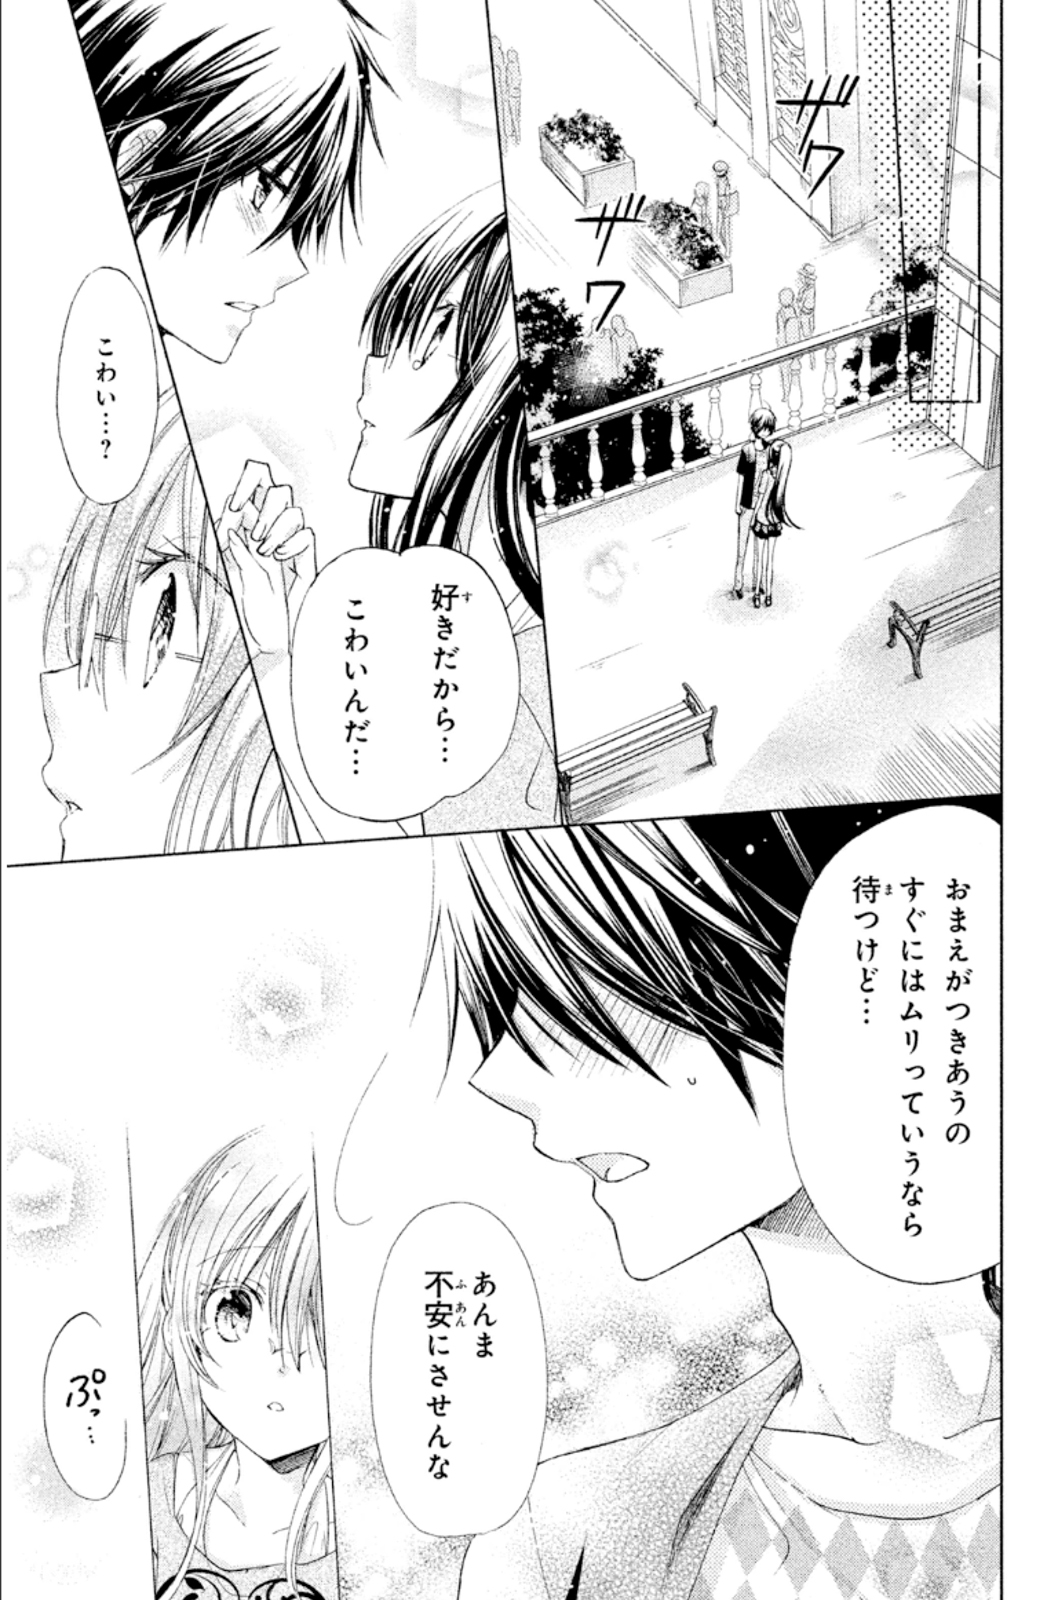 ザワ
ザワ
好きだから…
こわいんだ…
こわい…？
おまえがつきあうの
すぐにはムリっていうなら
待つけど…
あんま
不安にさせんな
ぷっ…